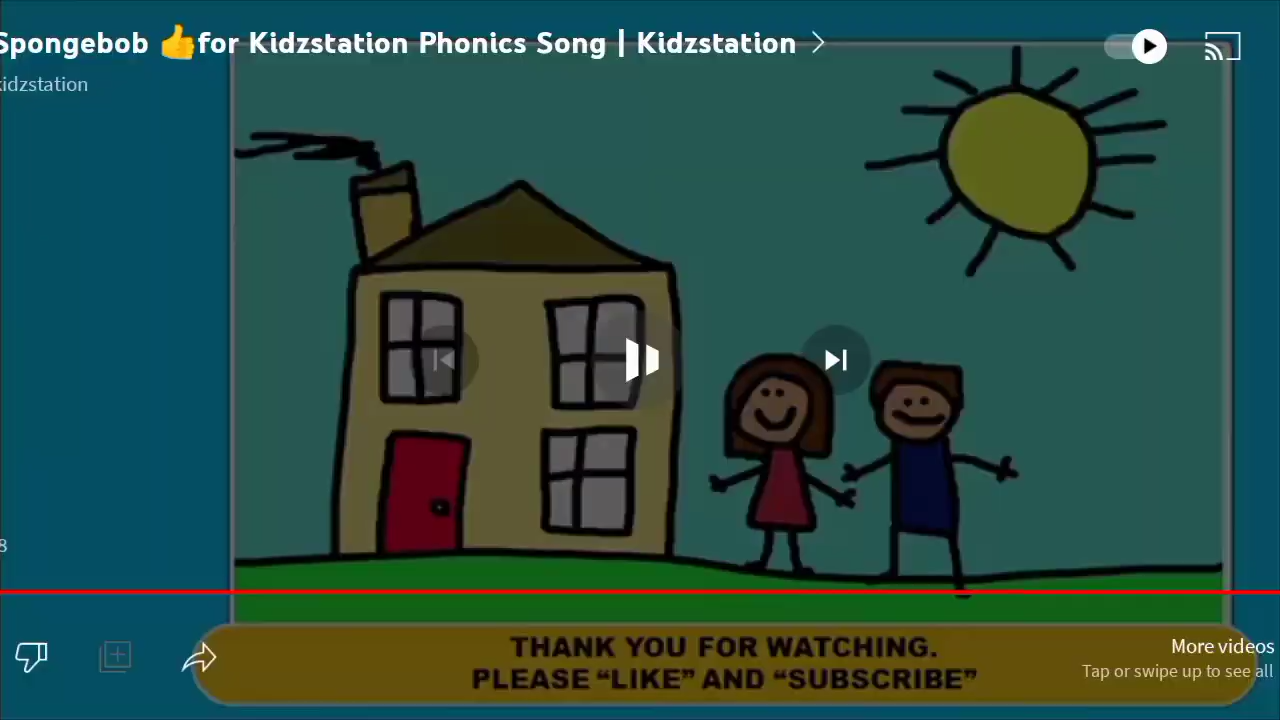 Spongebob 👍for Kidzstation Phonics Song | Kidzstation
kidzstation
8
THANK YOU FOR WATCHING.
PLEASE “LIKE” AND “SUBSCRIBE”
More videos
Tap or swipe up to see all